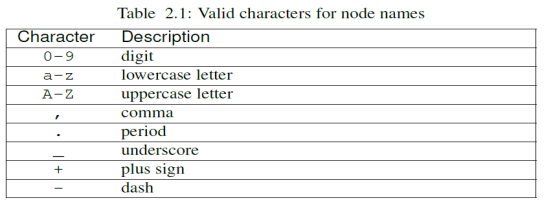 Table 2.1: Valid characters for node names
Character Description
0-9 digit
a-z lowercase letter
A-Z uppercase letter
, comma
. period
_ underscore
+ plus sign
- dash